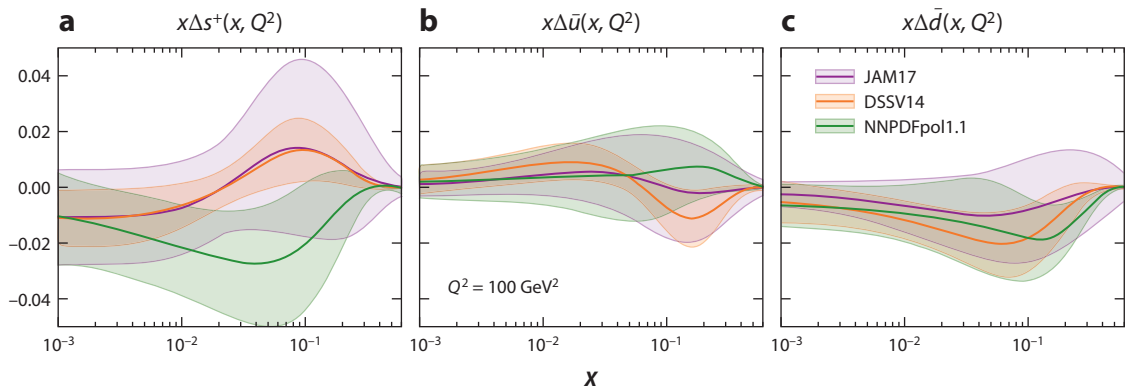 a xΔs⁺(x, Q²)
b xΔū(x, Q²)
c xΔd̄(x, Q²)
0.04
0.02
0.00
−0.02
−0.04
JAM17
DSSV14
NNPDFpol1.1
Q² = 100 GeV²
10⁻³ 10⁻² 10⁻¹
10⁻³ 10⁻² 10⁻¹
10⁻³ 10⁻² 10⁻¹
x